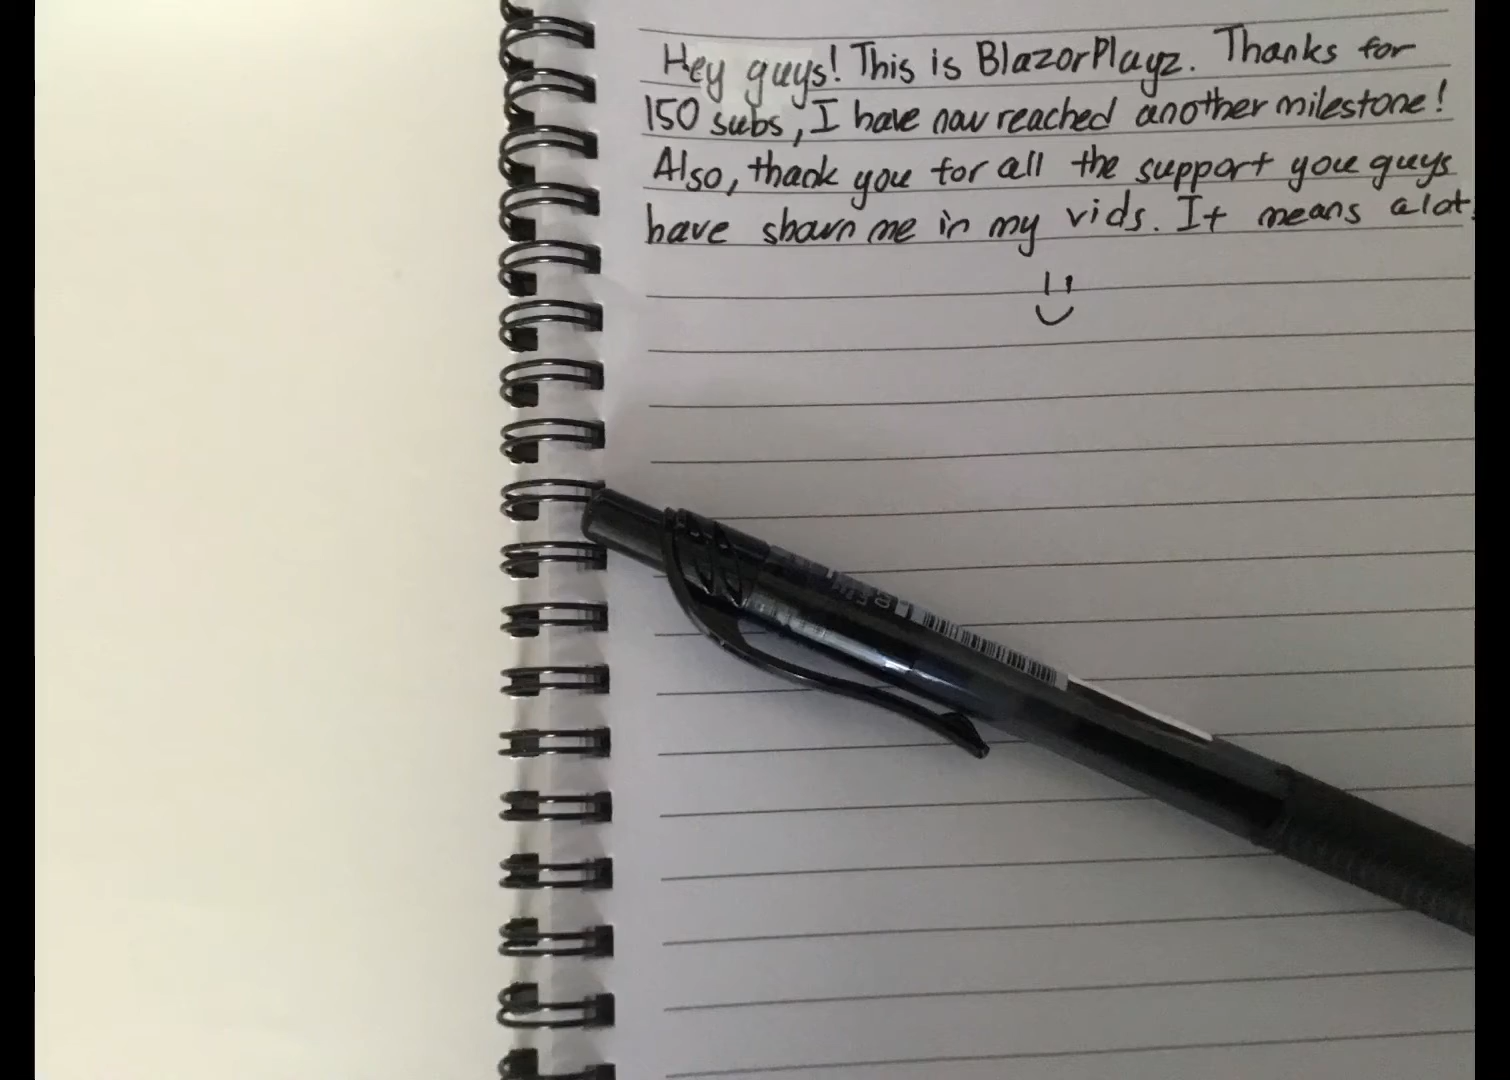 Hey guys! This is BlazorPlayz. Thanks for
150 subs, I have now reached another milestone!
Also, thank you for all the support you guys
have shown me in my vids. It means alot.